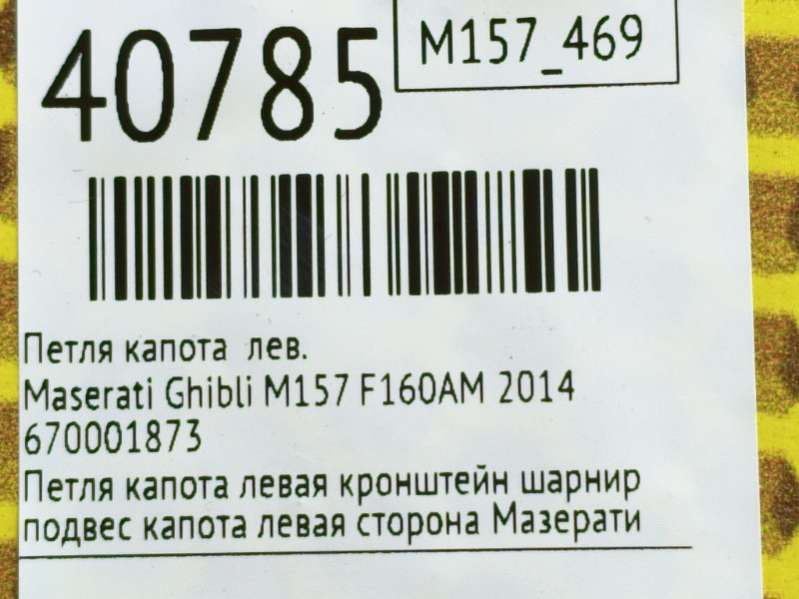 40785
M157_469
Петля капота лев.
Maserati Ghibli M157 F160AM 2014
670001873
Петля капота левая кронштейн шарнир
подвес капота левая сторона Мазерати